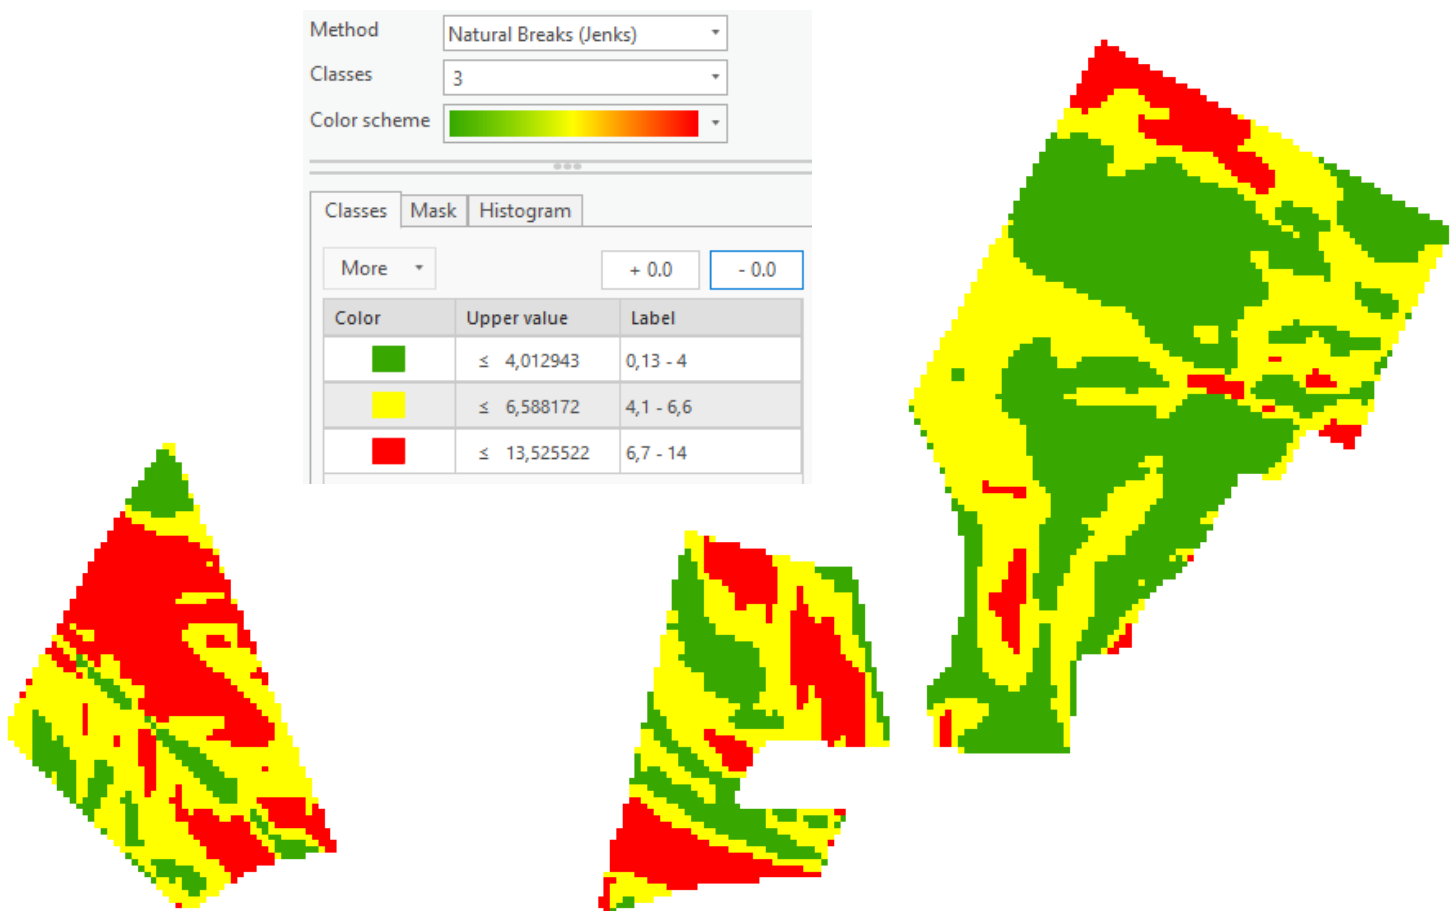 Method Natural Breaks (Jenks)
Classes 3
Color scheme
Classes Mask Histogram
More + 0.0 - 0.0
Color Upper value Label
≤ 4,012943 0,13 - 4
≤ 6,588172 4,1 - 6,6
≤ 13,525522 6,7 - 14